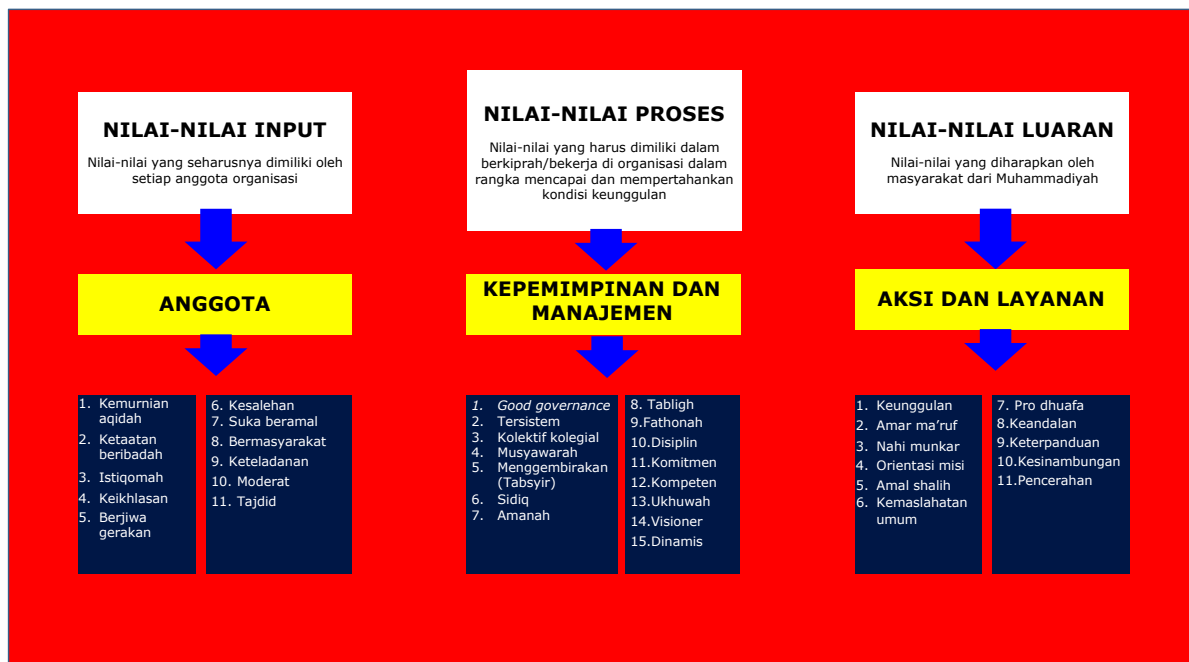 NILAI-NILAI INPUT
Nilai-nilai yang seharusnya dimiliki oleh
setiap anggota organisasi
ANGGOTA
1. Kemurnian
aqidah
2. Ketaatan
beribadah
3. Istiqomah
4. Keikhlasan
5. Berjiwa
gerakan
6. Kesalehan
7. Suka beramal
8. Bermasyarakat
9. Keteladanan
10. Moderat
11. Tajdid
NILAI-NILAI PROSES
Nilai-nilai yang harus dimiliki dalam
berkiprah/bekerja di organisasi dalam
rangka mencapai dan mempertahankan
kondisi keunggulan
KEPEMIMPINAN DAN
MANAJEMEN
1. Good governance
2. Tersistem
3. Kolektif kolegial
4. Musyawarah
5. Menggembirakan
(Tabsyir)
6. Sidiq
7. Amanah
8. Tabligh
9.Fathonah
10.Disiplin
11.Komitmen
12.Kompeten
13.Ukhuwah
14.Visioner
15.Dinamis
NILAI-NILAI LUARAN
Nilai-nilai yang diharapkan oleh
masyarakat dari Muhammadiyah
AKSI DAN LAYANAN
1. Keunggulan
2. Amar ma’ruf
3. Nahi munkar
4. Orientasi misi
5. Amal shalih
6. Kemaslahatan
umum
7. Pro dhuafa
8.Keandalan
9.Keterpanduan
10.Kesinambungan
11.Pencerahan